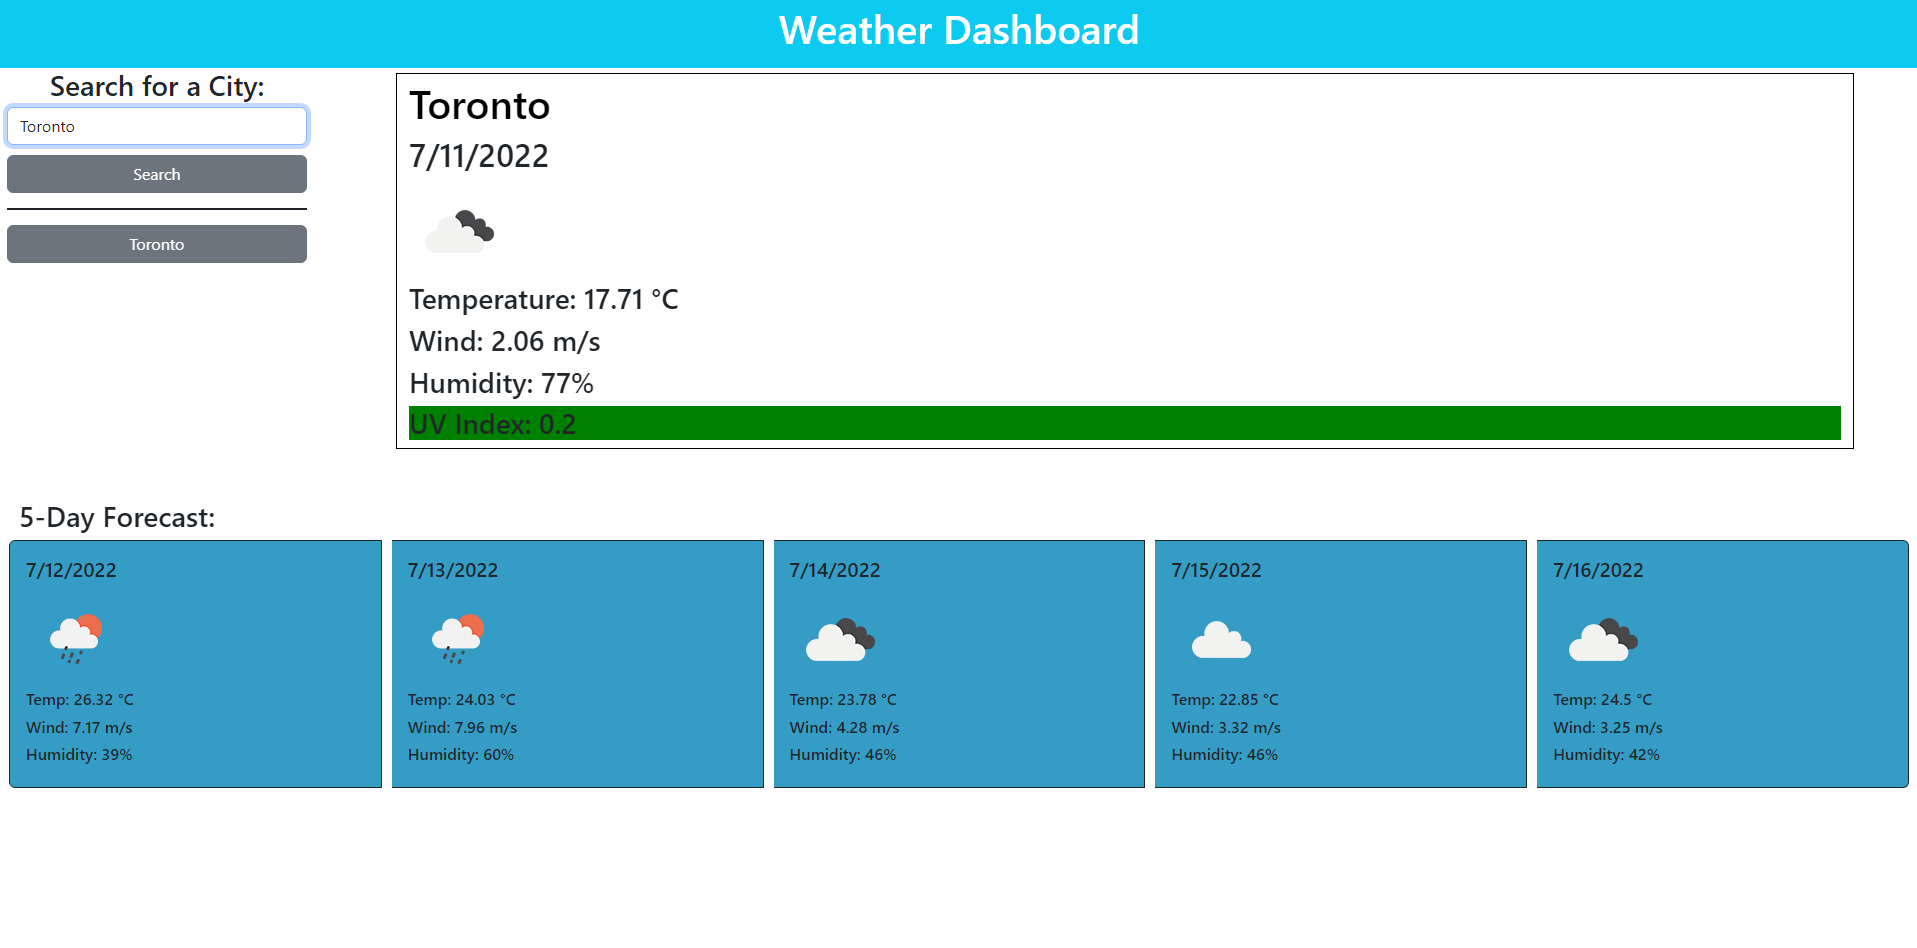 Weather Dashboard
Search for a City:
Toronto
Search
Toronto
Toronto
7/11/2022
Temperature: 17.71 °C
Wind: 2.06 m/s
Humidity: 77%
UV Index: 0.2
5-Day Forecast:
7/12/2022
Temp: 26.32 °C
Wind: 7.17 m/s
Humidity: 39%
7/13/2022
Temp: 24.03 °C
Wind: 7.96 m/s
Humidity: 60%
7/14/2022
Temp: 23.78 °C
Wind: 4.28 m/s
Humidity: 46%
7/15/2022
Temp: 22.85 °C
Wind: 3.32 m/s
Humidity: 46%
7/16/2022
Temp: 24.5 °C
Wind: 3.25 m/s
Humidity: 42%